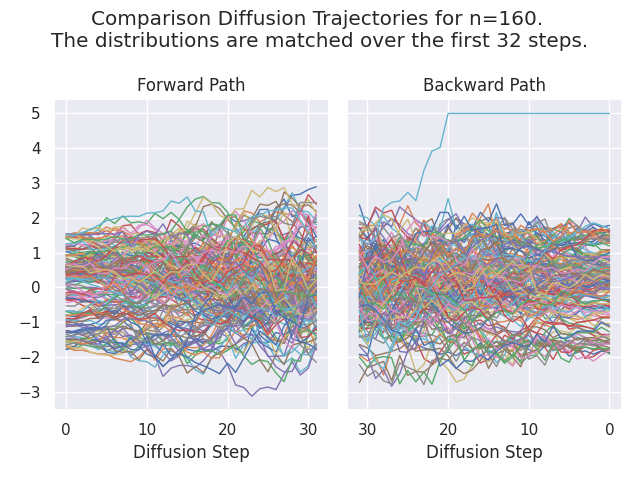 Comparison Diffusion Trajectories for n=160.
The distributions are matched over the first 32 steps.
Forward Path
Backward Path
5
4
3
2
1
0
−1
−2
−3
0 10 20 30
30 20 10 0
Diffusion Step
Diffusion Step